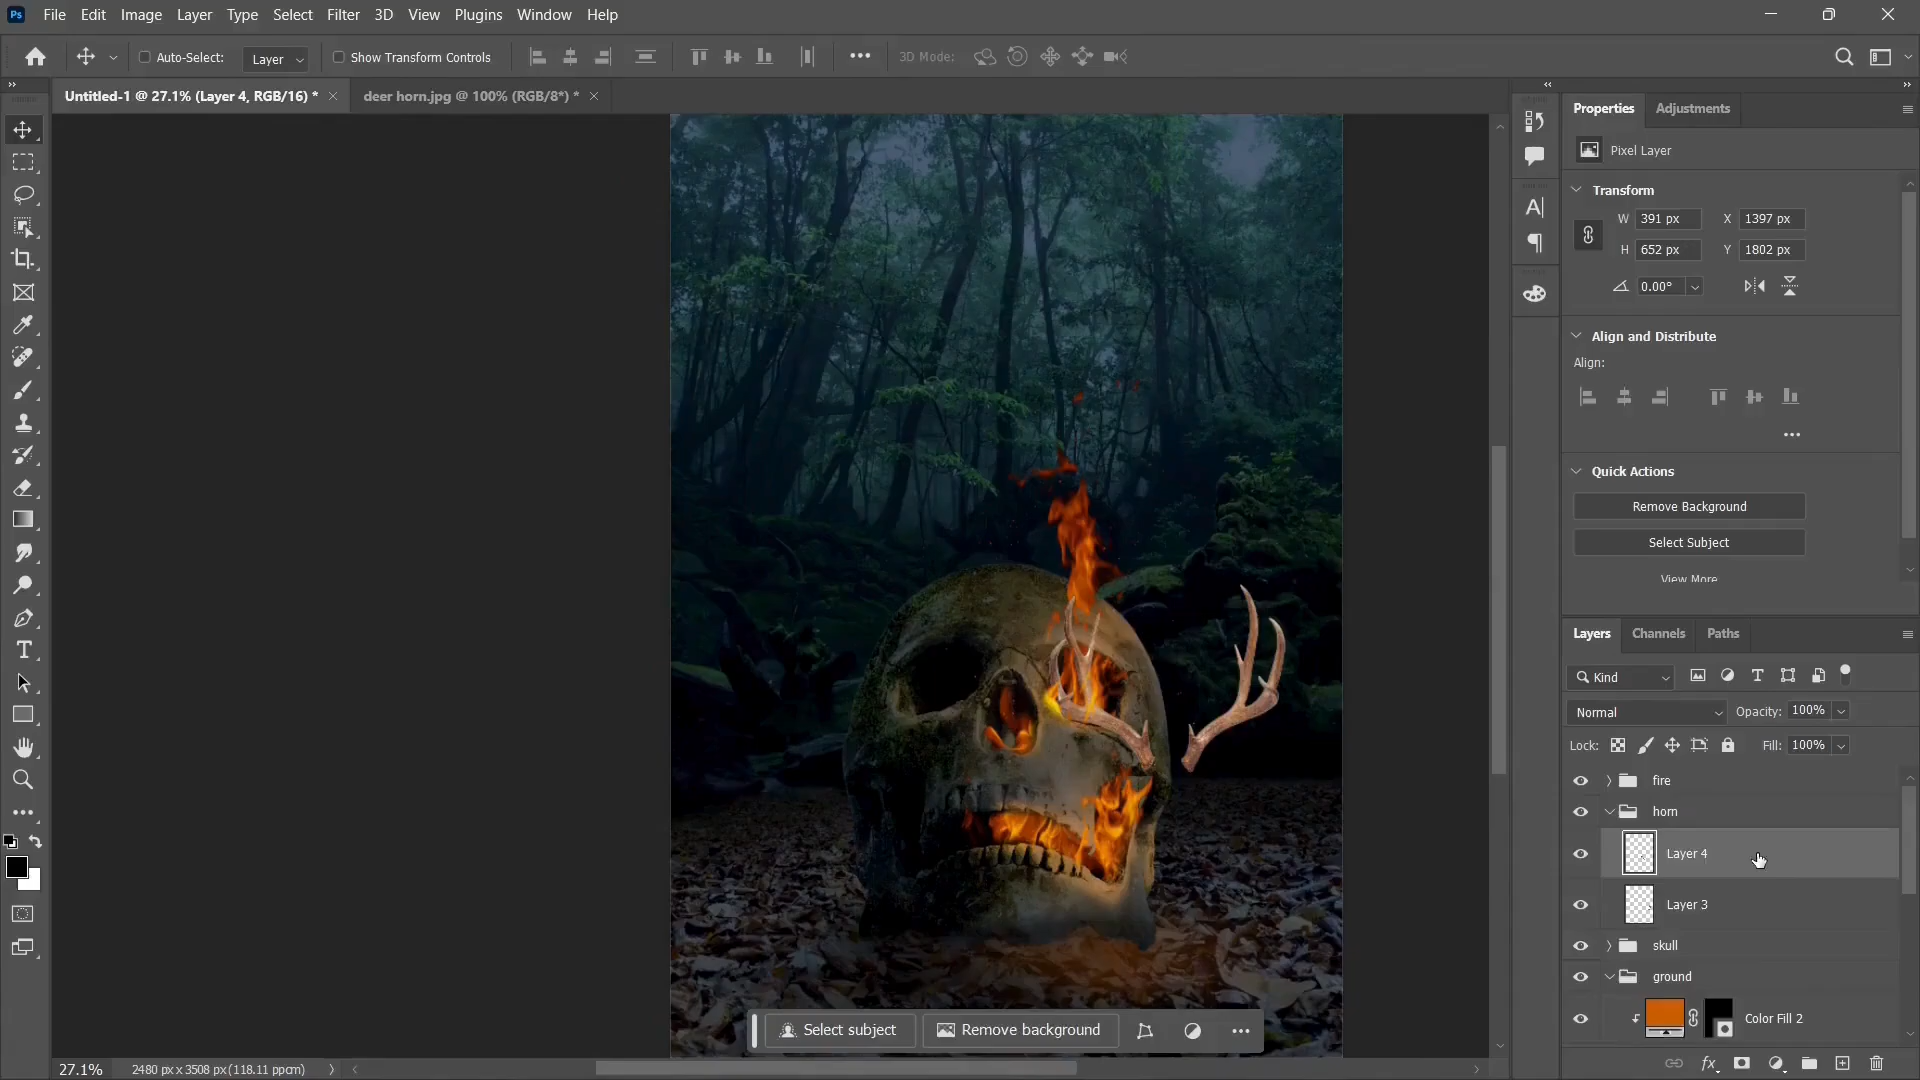 Ps File Edit Image Layer Type Select Filter 3D View Plugins Window Help
Auto-Select: Layer Show Transform Controls 3D Mode:
Untitled-1 @ 27.1% (Layer 4, RGB/16) * deer horn.jpg @ 100% (RGB/8*) *
Properties Adjustments
Pixel Layer
Transform
W 391 px X 1397 px
H 652 px Y 1802 px
0.00°
Align and Distribute
Align:
Quick Actions
Remove Background
Select Subject
View More
Layers Channels Paths
Kind
Normal Opacity: 100%
Lock: Fill: 100%
fire
horn
Layer 4
Layer 3
skull
ground
Color Fill 2
Select subject Remove background
27.1% 2480 px x 3508 px (118.11 ppcm)